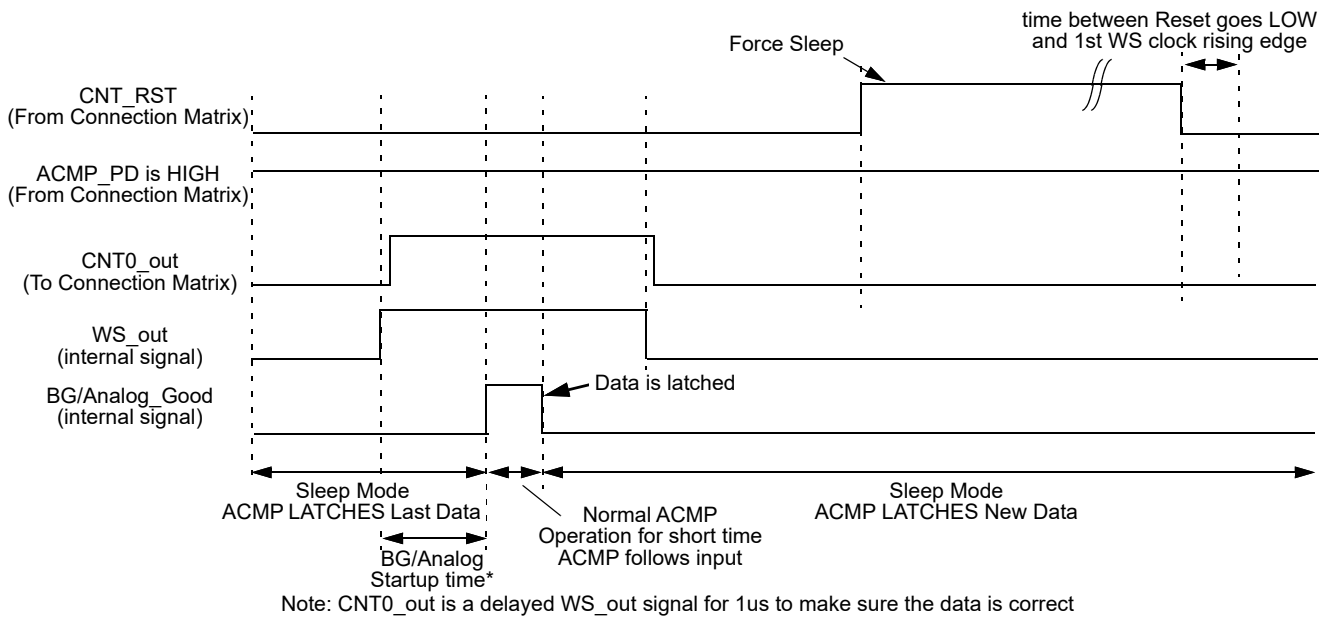 time between Reset goes LOW
and 1st WS clock rising edge
Force Sleep
CNT_RST
(From Connection Matrix)
ACMP_PD is HIGH
(From Connection Matrix)
CNT0_out
(To Connection Matrix)
WS_out
(internal signal)
BG/Analog_Good
(internal signal)
Data is latched
Sleep Mode
ACMP LATCHES Last Data
Normal ACMP
Operation for short time
ACMP follows input
Sleep Mode
ACMP LATCHES New Data
BG/Analog
Startup time*
Note: CNT0_out is a delayed WS_out signal for 1us to make sure the data is correct